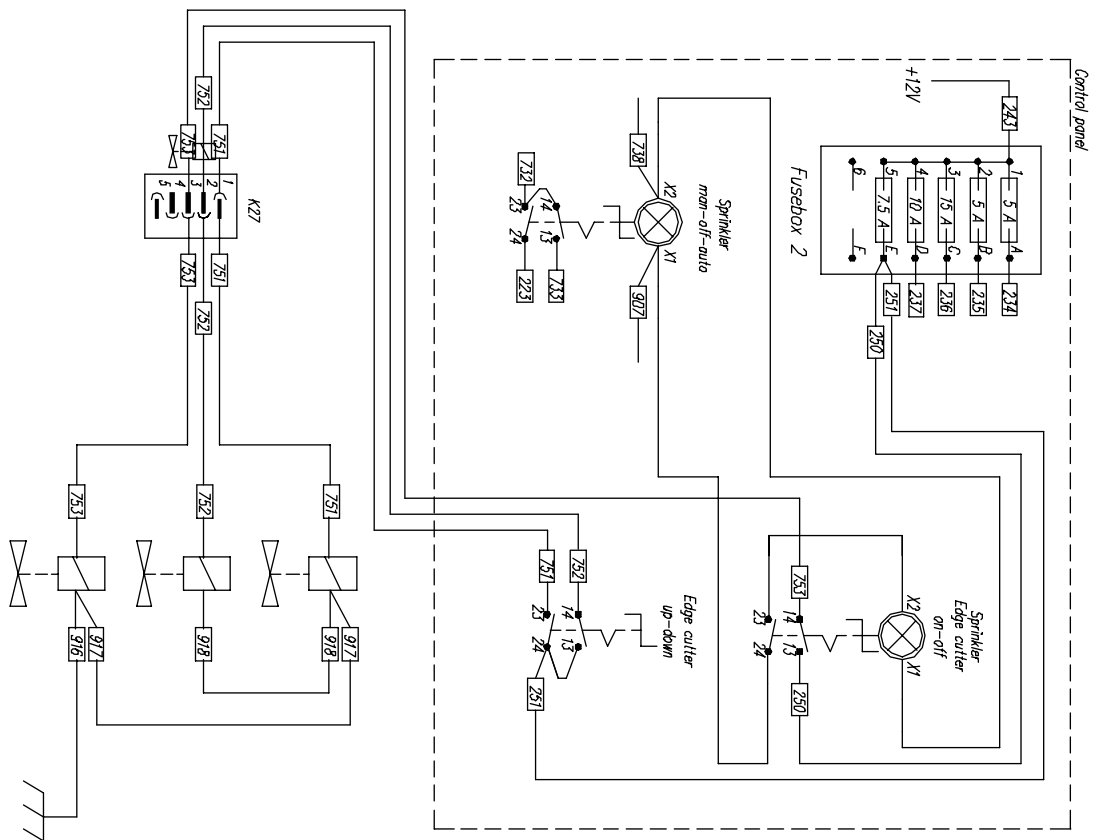 Control panel
+12V
243
Fusebox 2
1
5 A
A
234
2
5 A
B
235
3
15 A
C
236
4
10 A
D
237
5
7.5 A
E
251
250
6
F
Sprinkler
man-off-auto
738
X2
X1
907
732
14
13
23
24
733
223
Sprinkler
Edge cutter
on-off
X2
X1
753
14
13
250
23
24
Edge cutter
up-down
752
14
13
751
23
24
251
K27
1
2
3
4
5
751
752
753
751
752
753
751
918
917
752
918
753
917
916